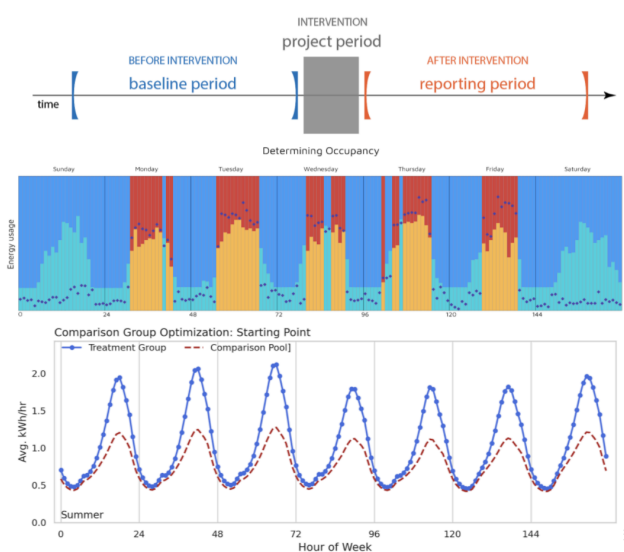 INTERVENTION
project period
BEFORE INTERVENTION
baseline period
AFTER INTERVENTION
reporting period
time
Determining Occupancy
Sunday Monday Tuesday Wednesday Thursday Friday Saturday
Energy usage
0 24 48 72 96 120 144
Comparison Group Optimization: Starting Point
Treatment Group Comparison Pool]
Avg. kWh/hr
2.0
1.5
1.0
0.5
0.0
Summer
0 24 48 72 96 120 144
Hour of Week